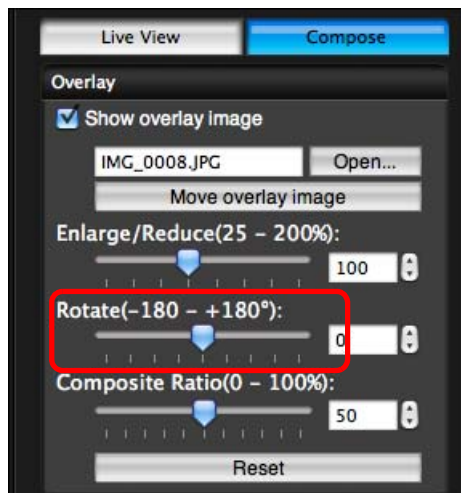 Live View Compose
Overlay
Show overlay image
IMG_0008.JPG Open...
Move overlay image
Enlarge/Reduce(25 – 200%):
100
Rotate(-180 – +180°):
0
Composite Ratio(0 – 100%):
50
Reset